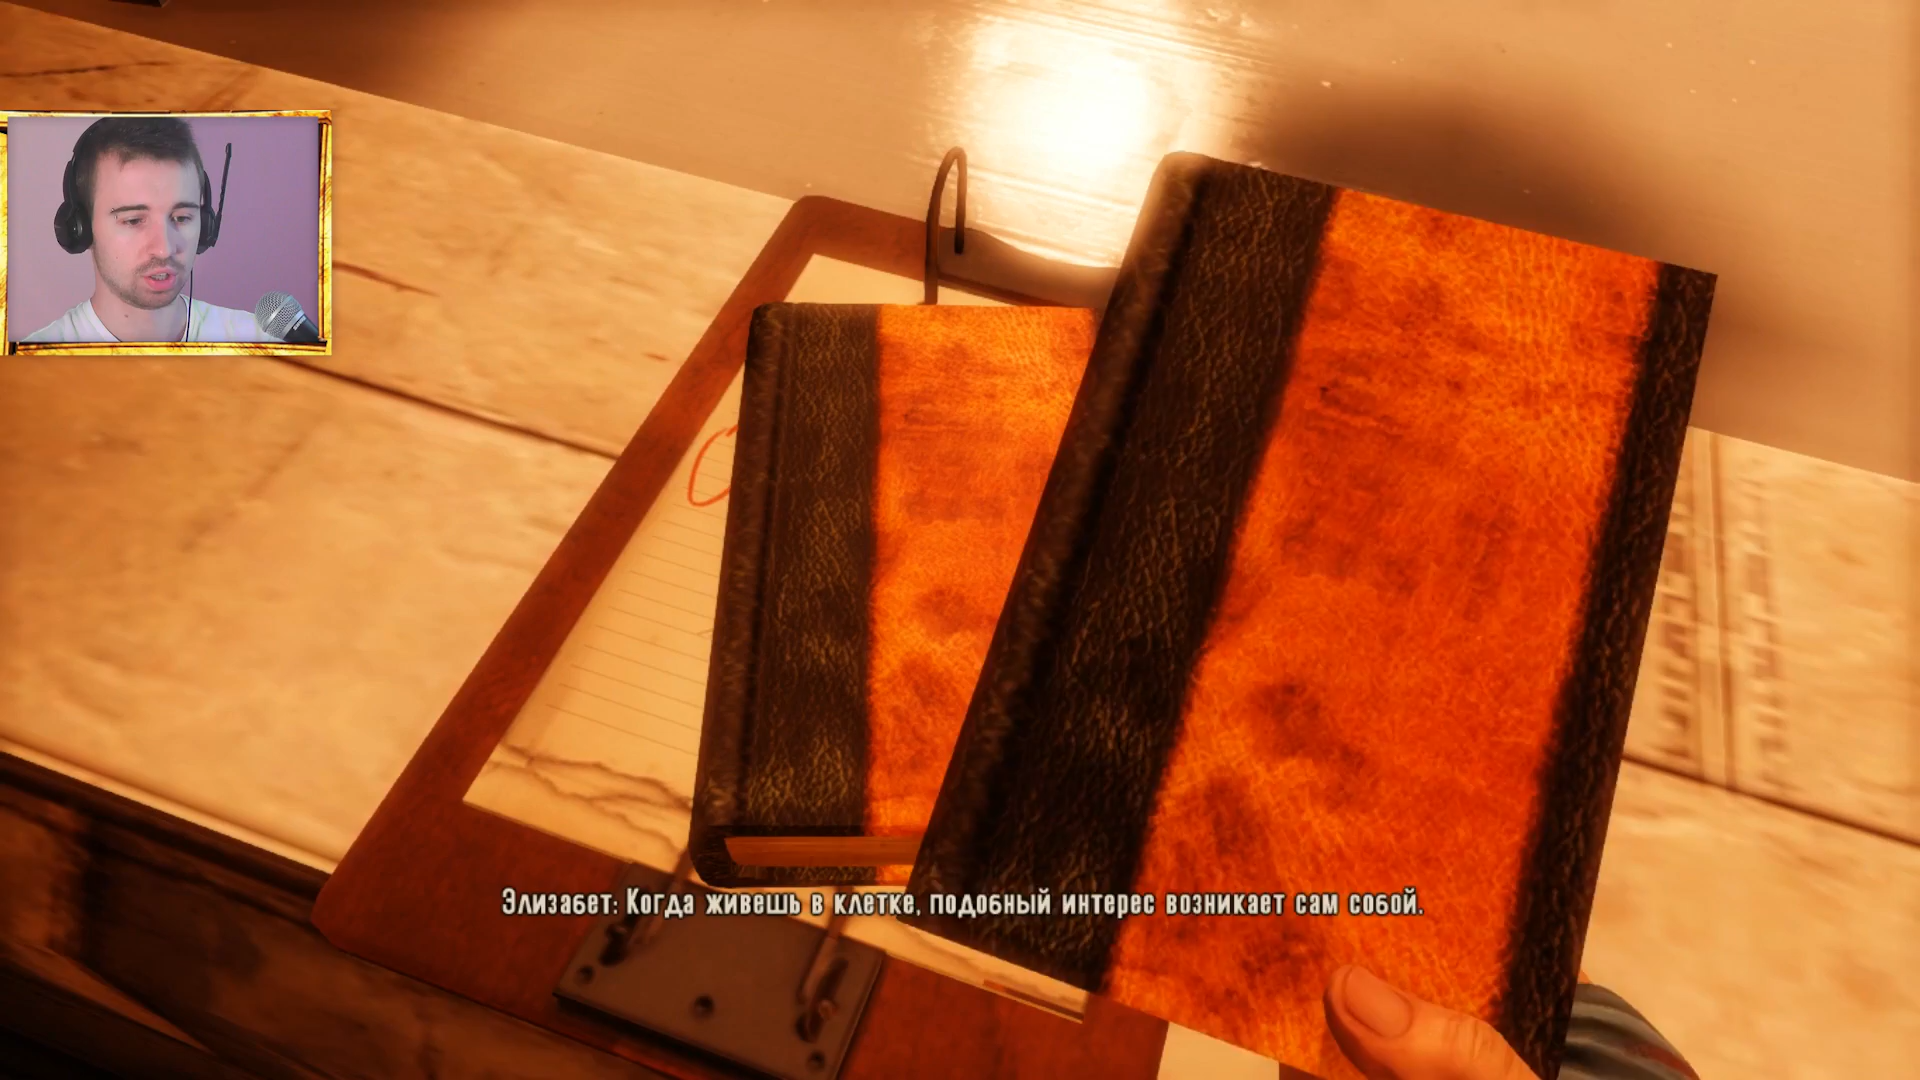 Элизабет: Когда живешь в клетке, подобный интерес возникает сам собой.